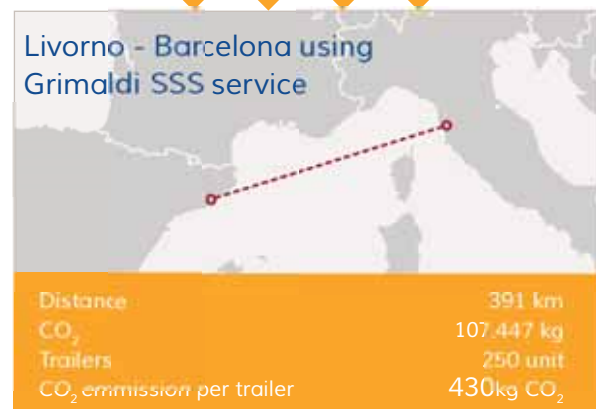 Livorno - Barcelona using
Grimaldi SSS service
Distance 391 km
CO₂ 107.447 kg
Trailers 250 unit
CO₂ emmission per trailer 430kg CO₂